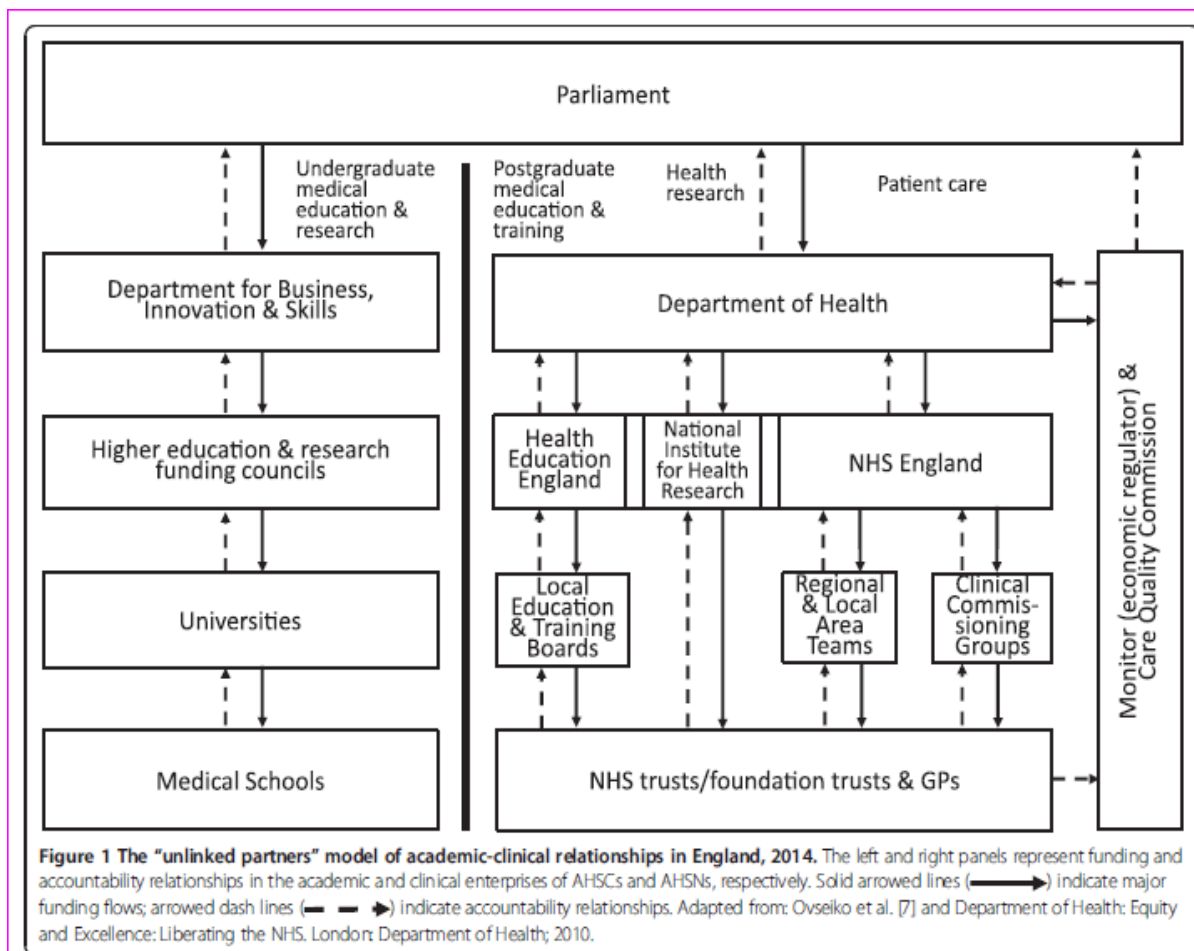 Parliament
Undergraduate
medical
education &
research
Postgraduate
medical
education &
training
Health
research
Patient care
Department for Business,
Innovation & Skills
Department of Health
Higher education & research
funding councils
Health
Education
England
National
Institute
for Health
Research
NHS England
Universities
Local
Education
& Training
Boards
Regional
& Local
Area
Teams
Clinical
Commis-
sioning
Groups
Medical Schools
NHS trusts/foundation trusts & GPs
Monitor (economic regulator) &
Care Quality Commission
Figure 1 The “unlinked partners” model of academic-clinical relationships in England, 2014. The left and right panels represent funding and
accountability relationships in the academic and clinical enterprises of AHSCs and AHSNs, respectively. Solid arrowed lines (⟶) indicate major
funding flows; arrowed dash lines (– – ➔) indicate accountability relationships. Adapted from: Ovseiko et al. [7] and Department of Health: Equity
and Excellence: Liberating the NHS. London: Department of Health; 2010.